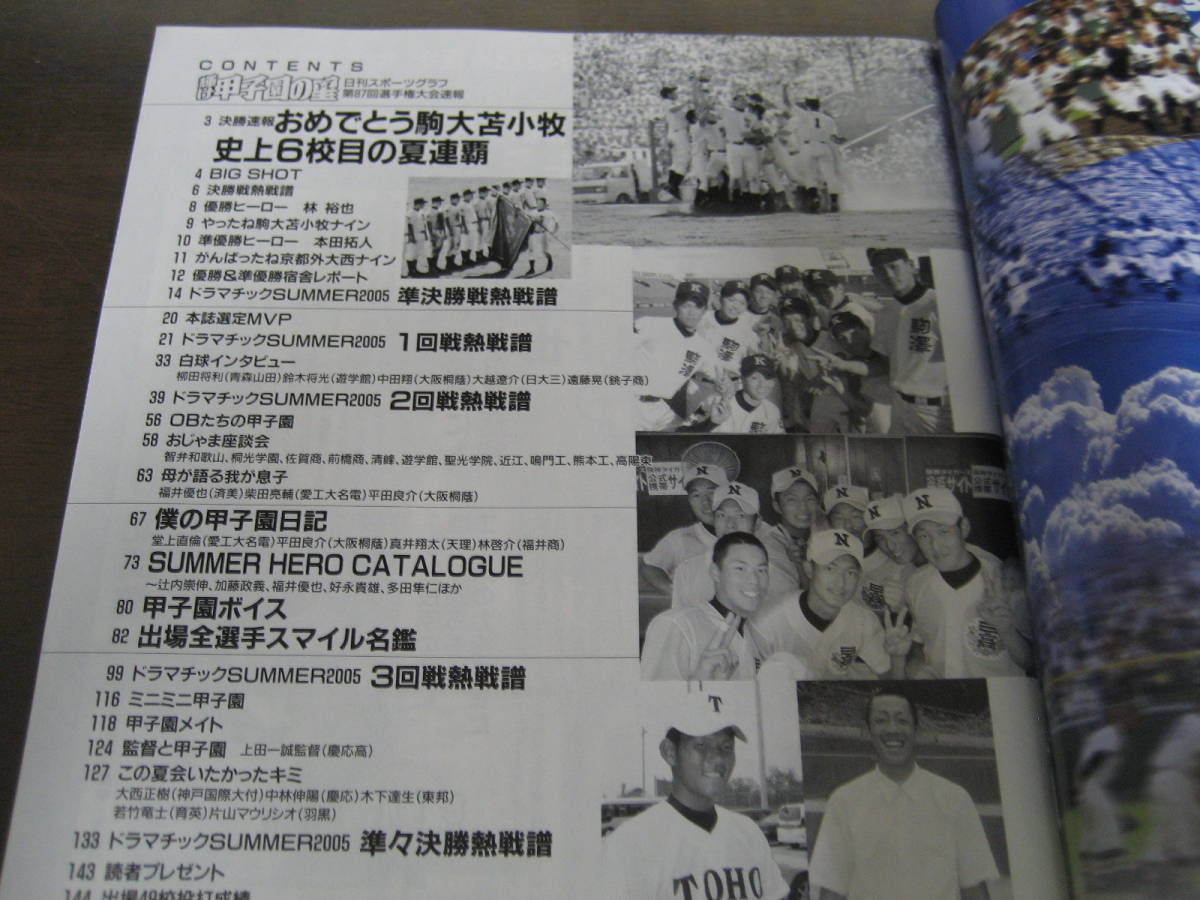 CONTENTS
輝け甲子園の星 日刊スポーツグラフ
第87回選手権大会速報
3 決勝速報 おめでとう駒大苫小牧
史上6校目の夏連覇
4 BIG SHOT
6 決勝戦熱戦譜
8 優勝ヒーロー 林 裕也
9 やったね駒大苫小牧ナイン
10 準優勝ヒーロー 本田拓人
11 がんばったね京都外大西ナイン
12 優勝&準優勝宿舎レポート
14 ドラマチックSUMMER2005 準決勝戦熱戦譜
20 本誌選定MVP
21 ドラマチックSUMMER2005 1回戦熱戦譜
33 白球インタビュー
柳田将利(青森山田)鈴木将光(遊学館)中田翔(大阪桐蔭)大越遼介(日大三)遠藤晃(銚子商)
39 ドラマチックSUMMER2005 2回戦熱戦譜
56 OBたちの甲子園
58 おじゃま座談会
智弁和歌山、桐光学園、佐賀商、前橋商、清峰、遊学館、聖光学院、近江、鳴門工、熊本工、高陽東
63 母が語る我が息子
福井優也(済美)柴田亮輔(愛工大名電)平田良介(大阪桐蔭)
67 僕の甲子園日記
堂上直倫(愛工大名電)平田良介(大阪桐蔭)真井翔太(天理)林啓介(福井商)
73 SUMMER HERO CATALOGUE
～辻内崇伸、加藤政義、福井優也、好永貴雄、多田隼仁ほか
80 甲子園ボイス
82 出場全選手スマイル名鑑
99 ドラマチックSUMMER2005 3回戦熱戦譜
116 ミニミニ甲子園
118 甲子園メイト
124 監督と甲子園 上田一誠監督(慶応高)
127 この夏会いたかったキミ
大西正樹(神戸国際大付)中林伸陽(慶応)木下達生(東邦)
若竹竜士(育英)片山マウリシオ(羽黒)
133 ドラマチックSUMMER2005 準々決勝熱戦譜
143 読者プレゼント
144 出場49校投打成績
駒澤
公式
携帯サイト
TOHO